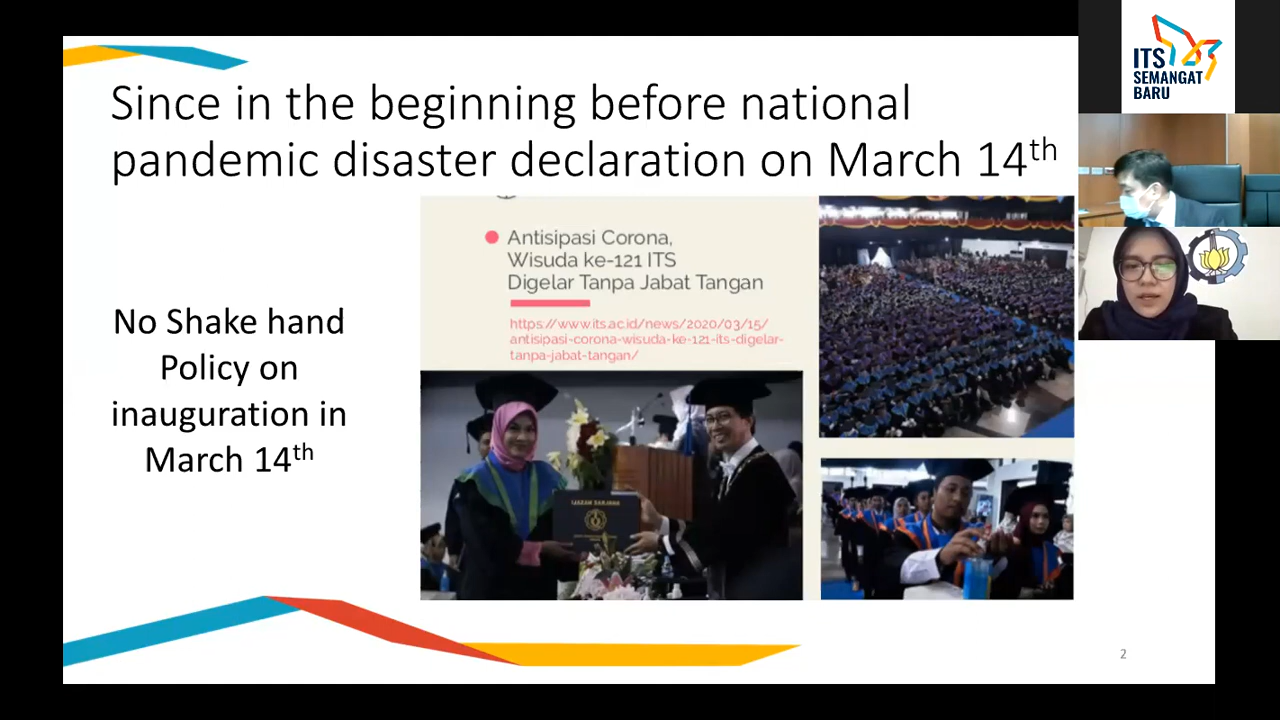 Since in the beginning before national
pandemic disaster declaration on March 14th
ITS
SEMANGAT
BARU
Antisipasi Corona,
Wisuda ke-121 ITS
Digelar Tanpa Jabat Tangan
https://www.its.ac.id/news/2020/03/15/
antisipasi-corona-wisuda-ke-121-its-digelar-
tanpa-jabat-tangan/
No Shake hand
Policy on
inauguration in
March 14th
IJAZAH SARJANA
2